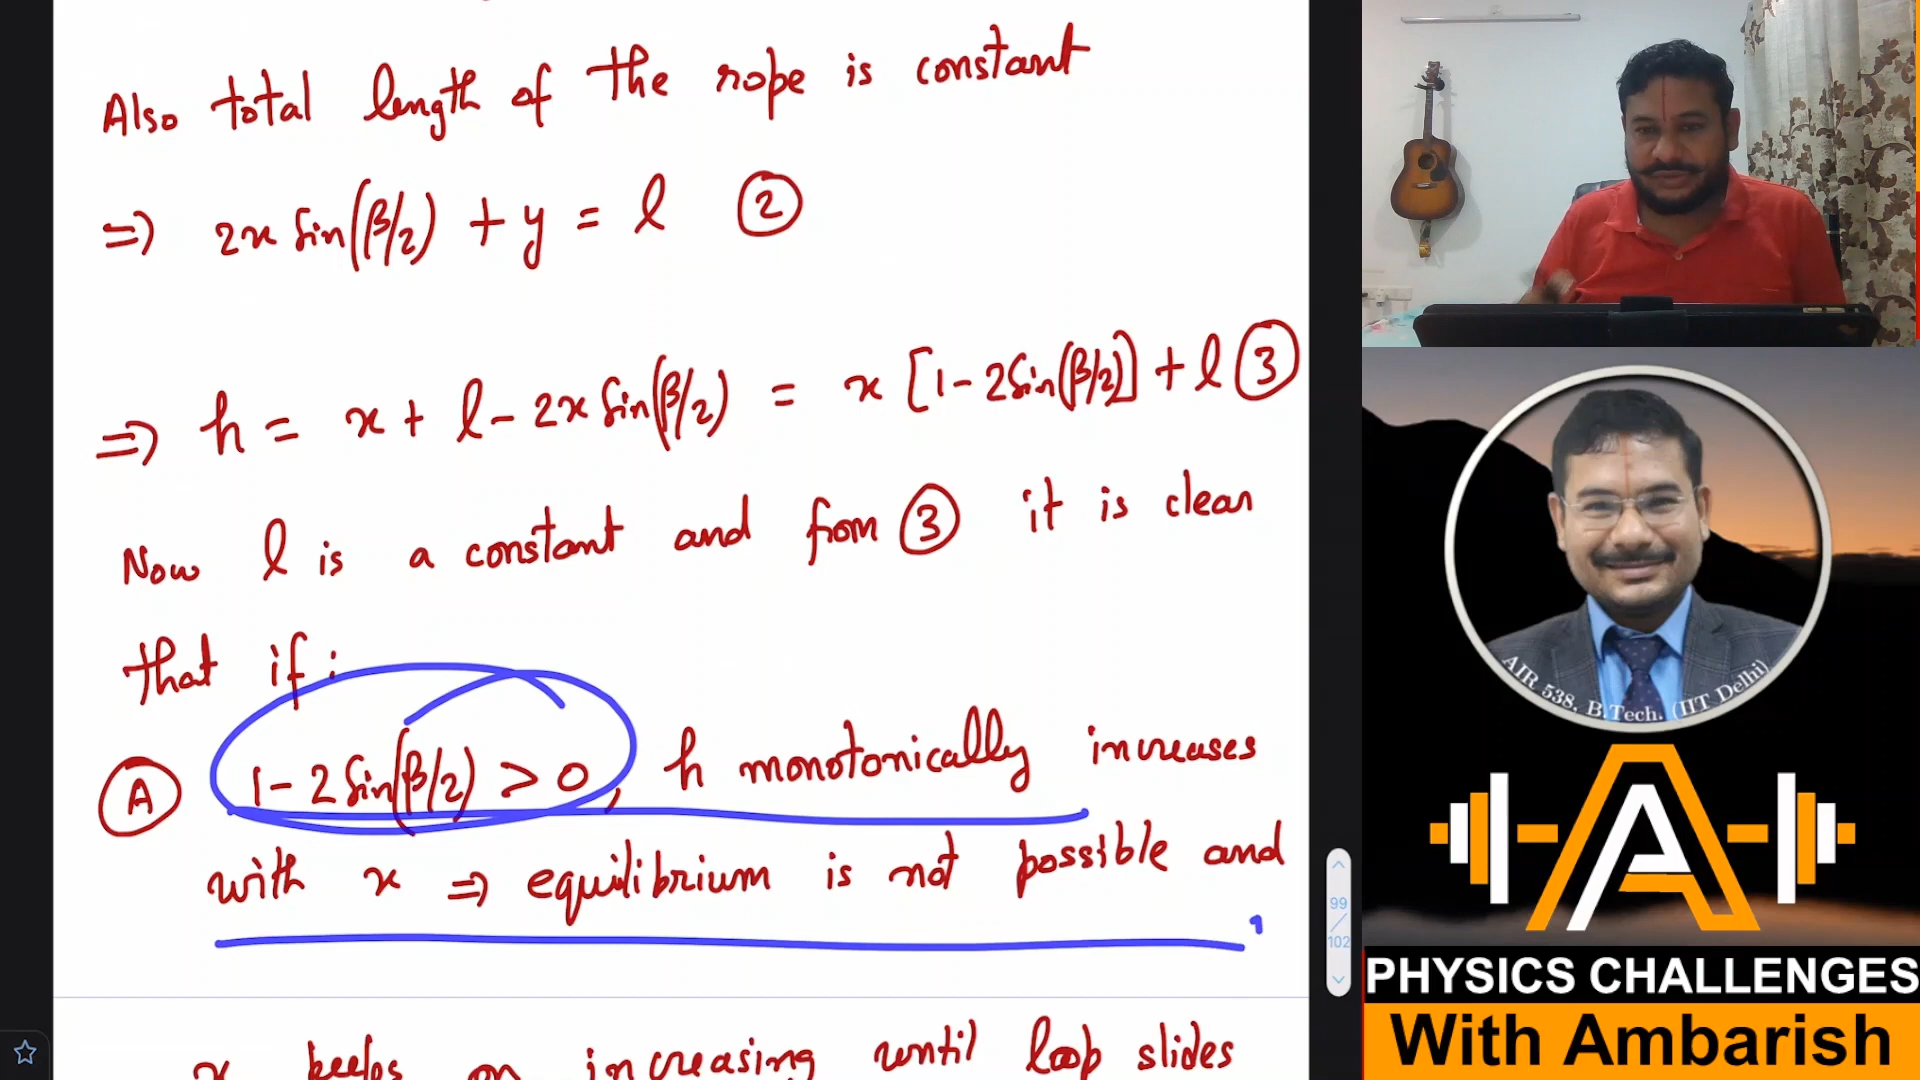 Also total length of the rope is constant
=> 2x Sin(β/2) + y = l ②
=> h = x + l - 2x Sin(β/2) = x [1 - 2Sin(β/2)] + l ③
Now l is a constant and from ③ it is clear
that if :
Ⓐ 1 - 2 Sin(β/2) > 0, h monotonically increases
with x => equilibrium is not possible and
x keeps on increasing until loop slides
99
/
102
AIR 538, B.Tech. (IIT Delhi)
A
PHYSICS CHALLENGES
With Ambarish